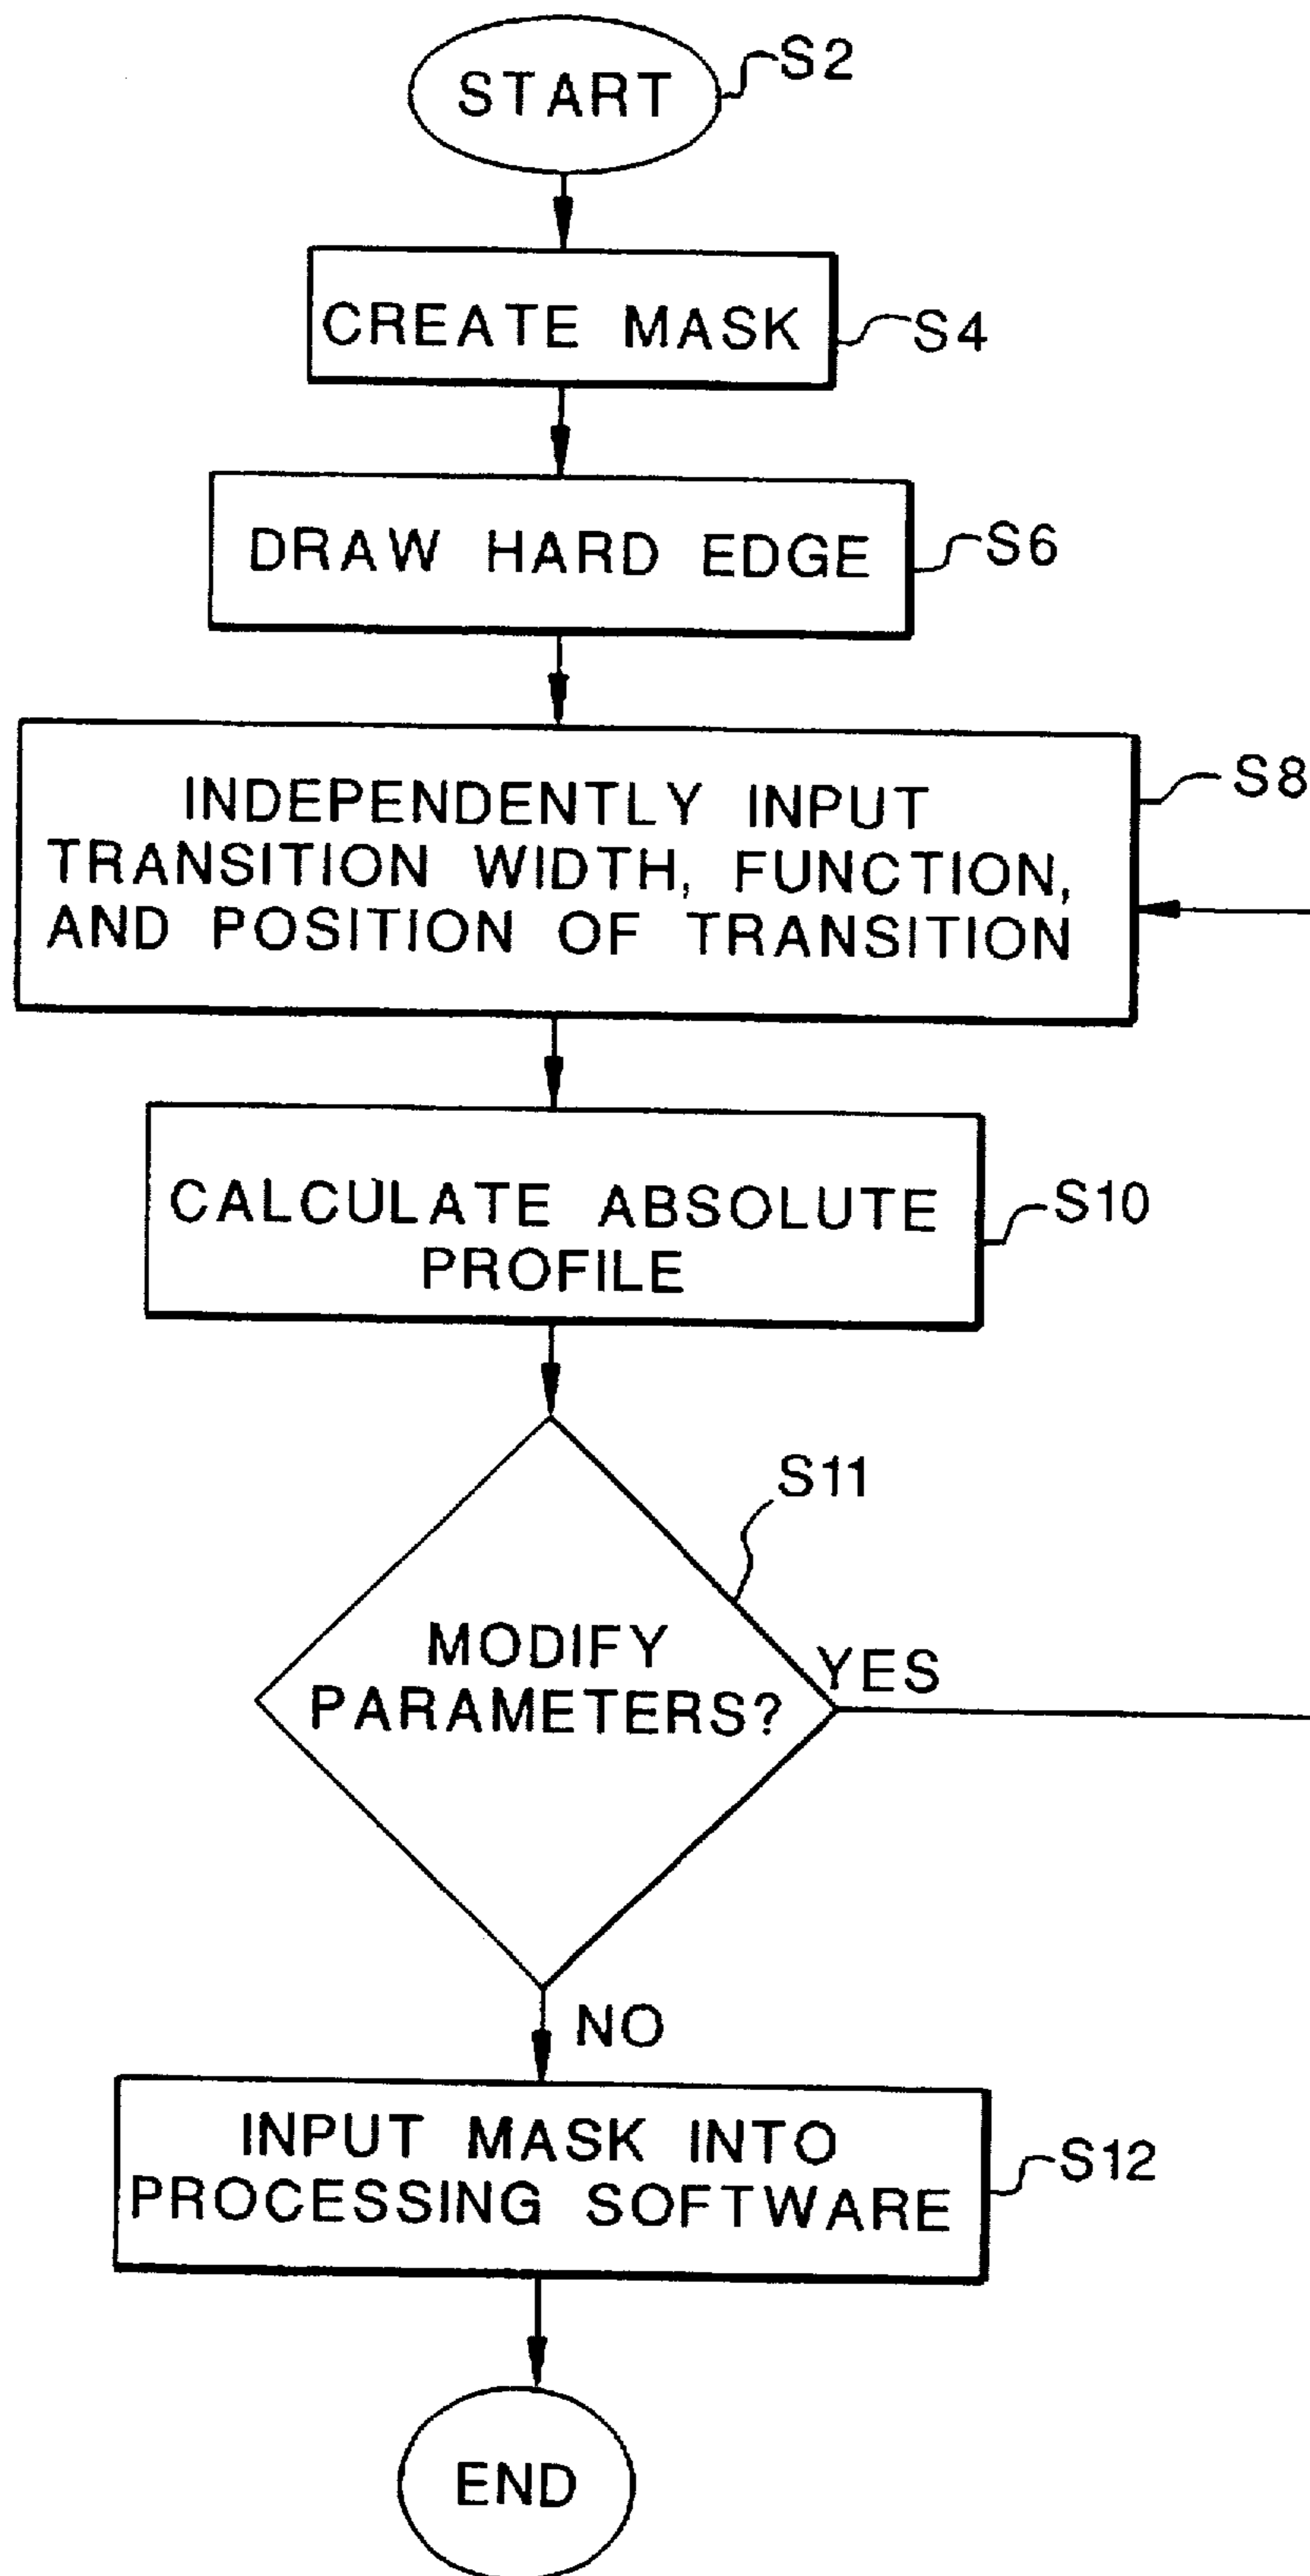 START
S2
CREATE MASK
S4
DRAW HARD EDGE
S6
INDEPENDENTLY INPUT
TRANSITION WIDTH, FUNCTION,
AND POSITION OF TRANSITION
S8
CALCULATE ABSOLUTE
PROFILE
S10
S11
MODIFY
PARAMETERS?
YES
NO
INPUT MASK INTO
PROCESSING SOFTWARE
S12
END